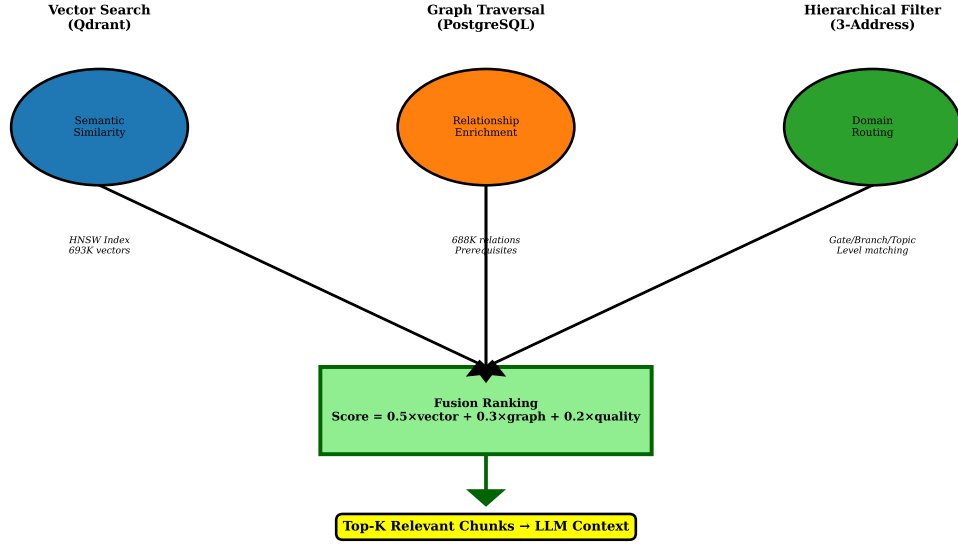 Vector Search
(Qdrant)
Graph Traversal
(PostgreSQL)
Hierarchical Filter
(3-Address)
Semantic
Similarity
Relationship
Enrichment
Domain
Routing
HNSW Index
693K vectors
688K relations
Prerequisites
Gate/Branch/Topic
Level matching
Fusion Ranking
Score = 0.5×vector + 0.3×graph + 0.2×quality
Top-K Relevant Chunks → LLM Context